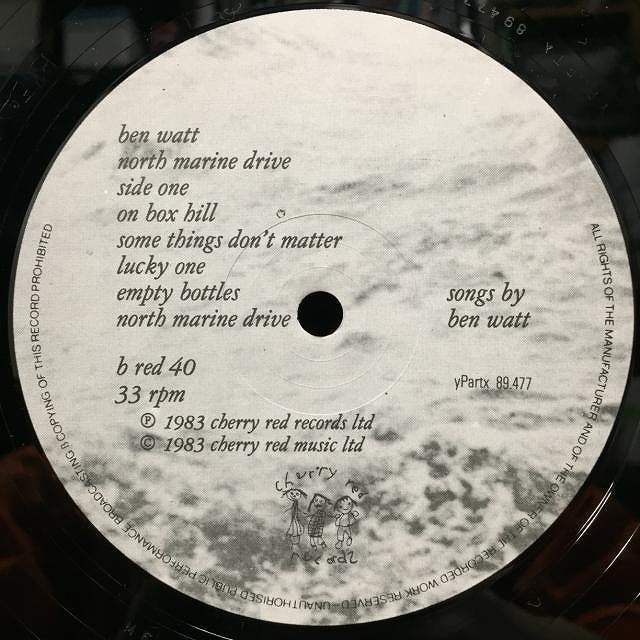 ben watt
north marine drive
side one
on box hill
some things don't matter
lucky one
empty bottles
north marine drive
songs by
ben watt
b red 40
33 rpm
yPartx 89.477
℗ 1983 cherry red records ltd
© 1983 cherry red music ltd
cherry red
records
ALL RIGHTS OF THE MANUFACTURER AND OF THE OWNER OF THE RECORDED WORK RESERVED—UNAUTHORISED PUBLIC PERFORMANCE BROADCASTING & COPYING OF THIS RECORD PROHIBITED